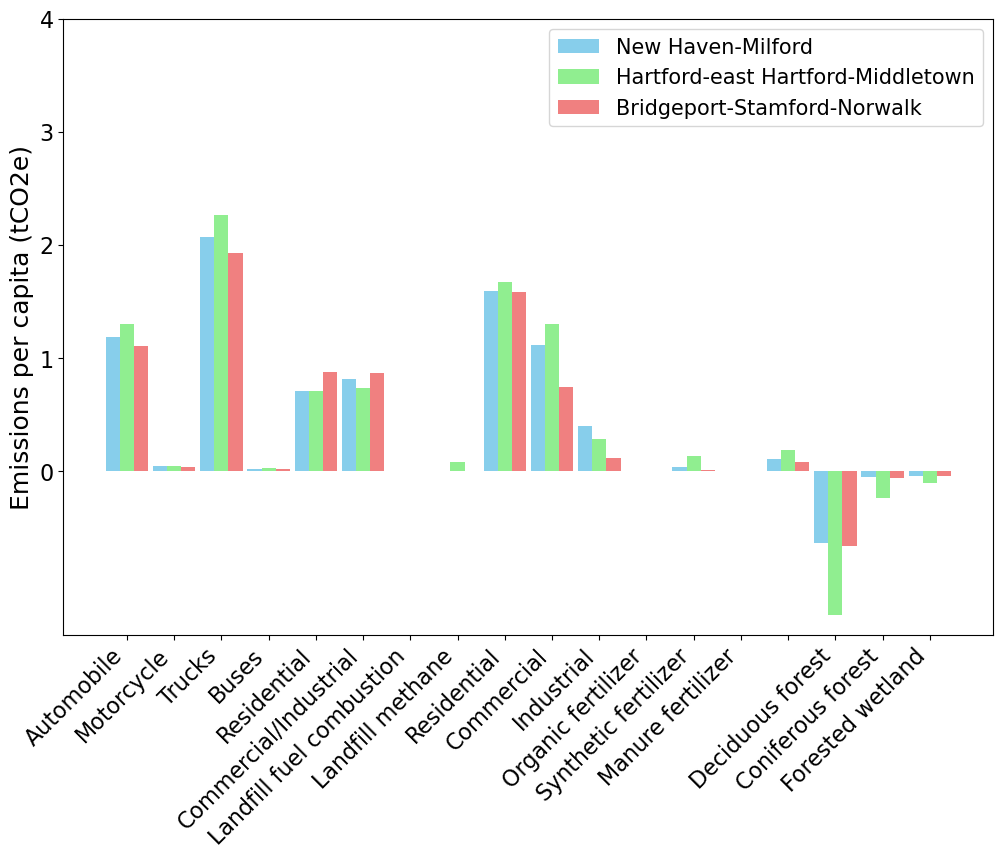 New Haven-Milford
Hartford-east Hartford-Middletown
Bridgeport-Stamford-Norwalk
Emissions per capita (tCO2e)
4
3
2
1
0
Automobile
Motorcycle
Trucks
Buses
Residential
Commercial/Industrial
Landfill fuel combustion
Landfill methane
Residential
Commercial
Industrial
Organic fertilizer
Synthetic fertilizer
Manure fertilizer
Deciduous forest
Coniferous forest
Forested wetland